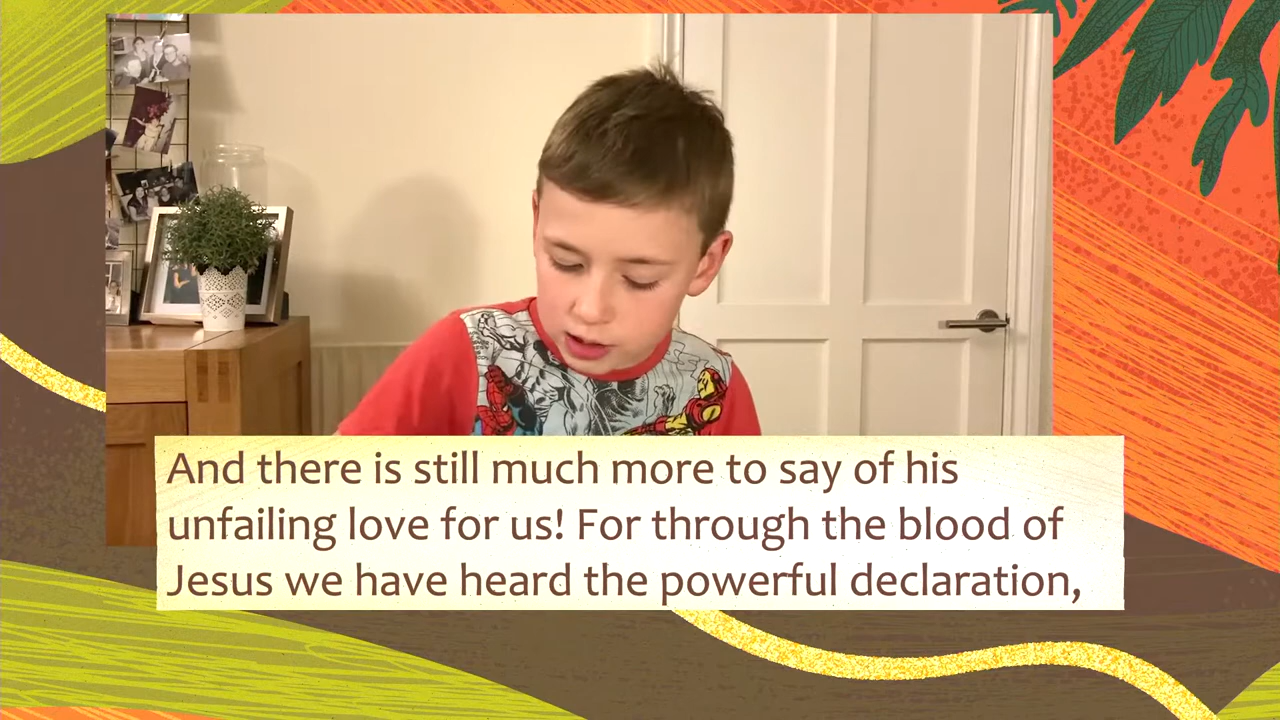 And there is still much more to say of his
unfailing love for us! For through the blood of
Jesus we have heard the powerful declaration,